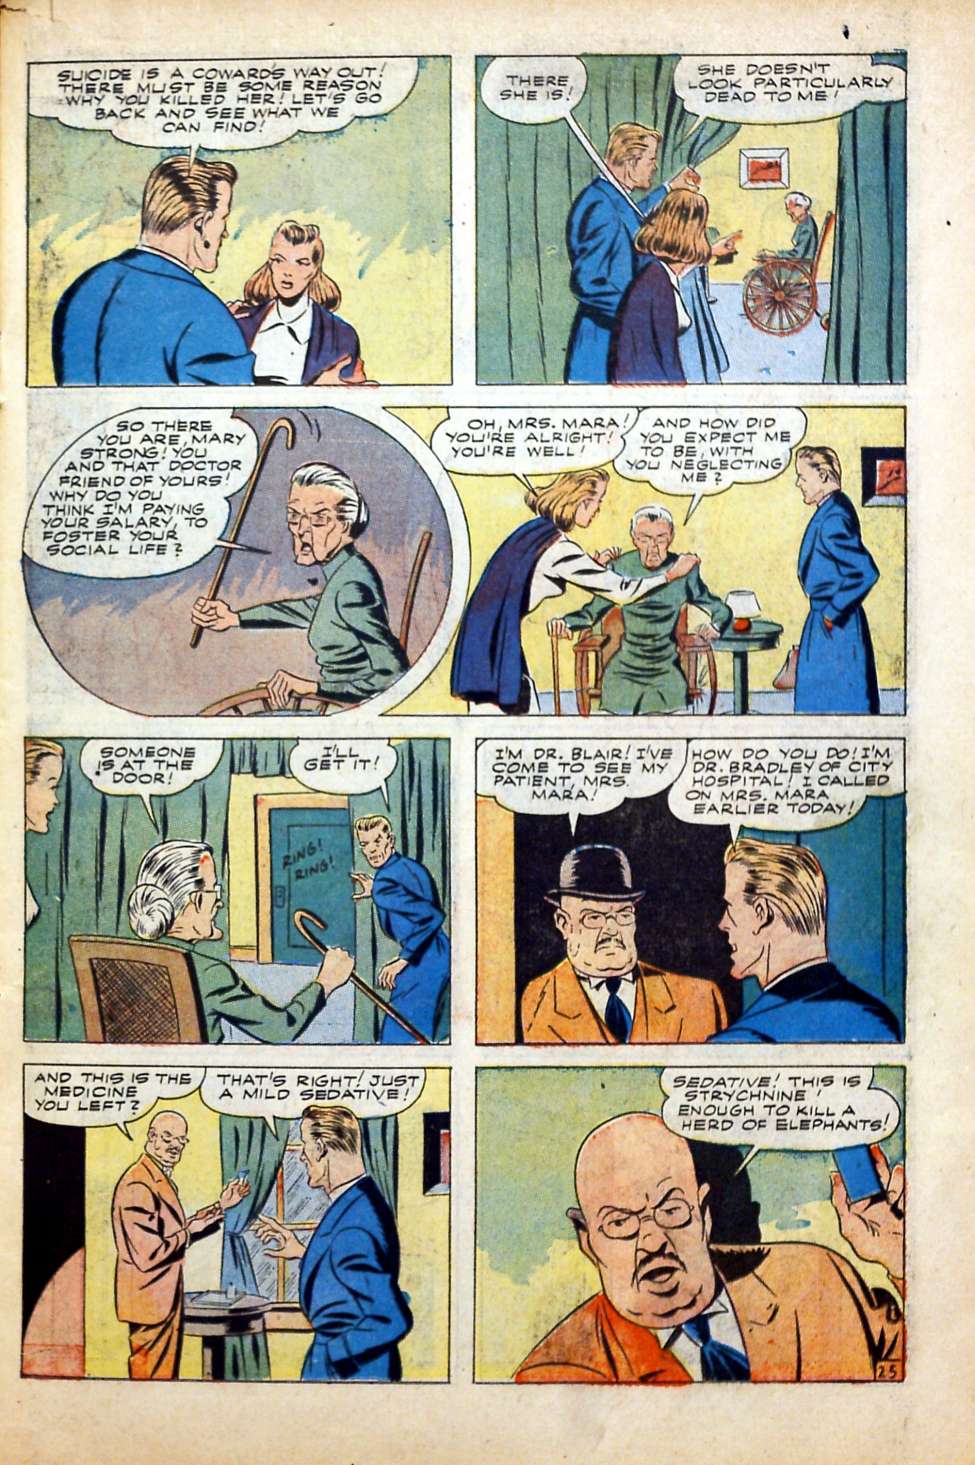 SUICIDE IS A COWARD'S WAY OUT!
THERE MUST BE SOME REASON
WHY YOU KILLED HER! LET'S GO
BACK AND SEE WHAT WE
CAN FIND!
THERE
SHE IS!
SHE DOESN'T
LOOK PARTICULARLY
DEAD TO ME!
SO THERE
YOU ARE, MARY
STRONG! YOU
AND THAT DOCTOR
FRIEND OF YOURS!
WHY DO YOU
THINK I'M PAYING
YOUR SALARY, TO
FOSTER YOUR
SOCIAL LIFE?
OH, MRS. MARA!
YOU'RE ALRIGHT!
YOU'RE WELL!
AND HOW DID
YOU EXPECT ME
TO BE, WITH
YOU NEGLECTING
ME?
SOMEONE
IS AT THE
DOOR!
I'LL
GET IT!
RING!
RING!
I'M DR. BLAIR! I'VE
COME TO SEE MY
PATIENT, MRS.
MARA!
HOW DO YOU DO! I'M
DR. BRADLEY OF CITY
HOSPITAL! I CALLED
ON MRS. MARA
EARLIER TODAY!
AND THIS IS THE
MEDICINE
YOU LEFT?
THAT'S RIGHT! JUST
A MILD SEDATIVE!
SEDATIVE! THIS IS
STRYCHNINE!
ENOUGH TO KILL A
HERD OF ELEPHANTS!
25